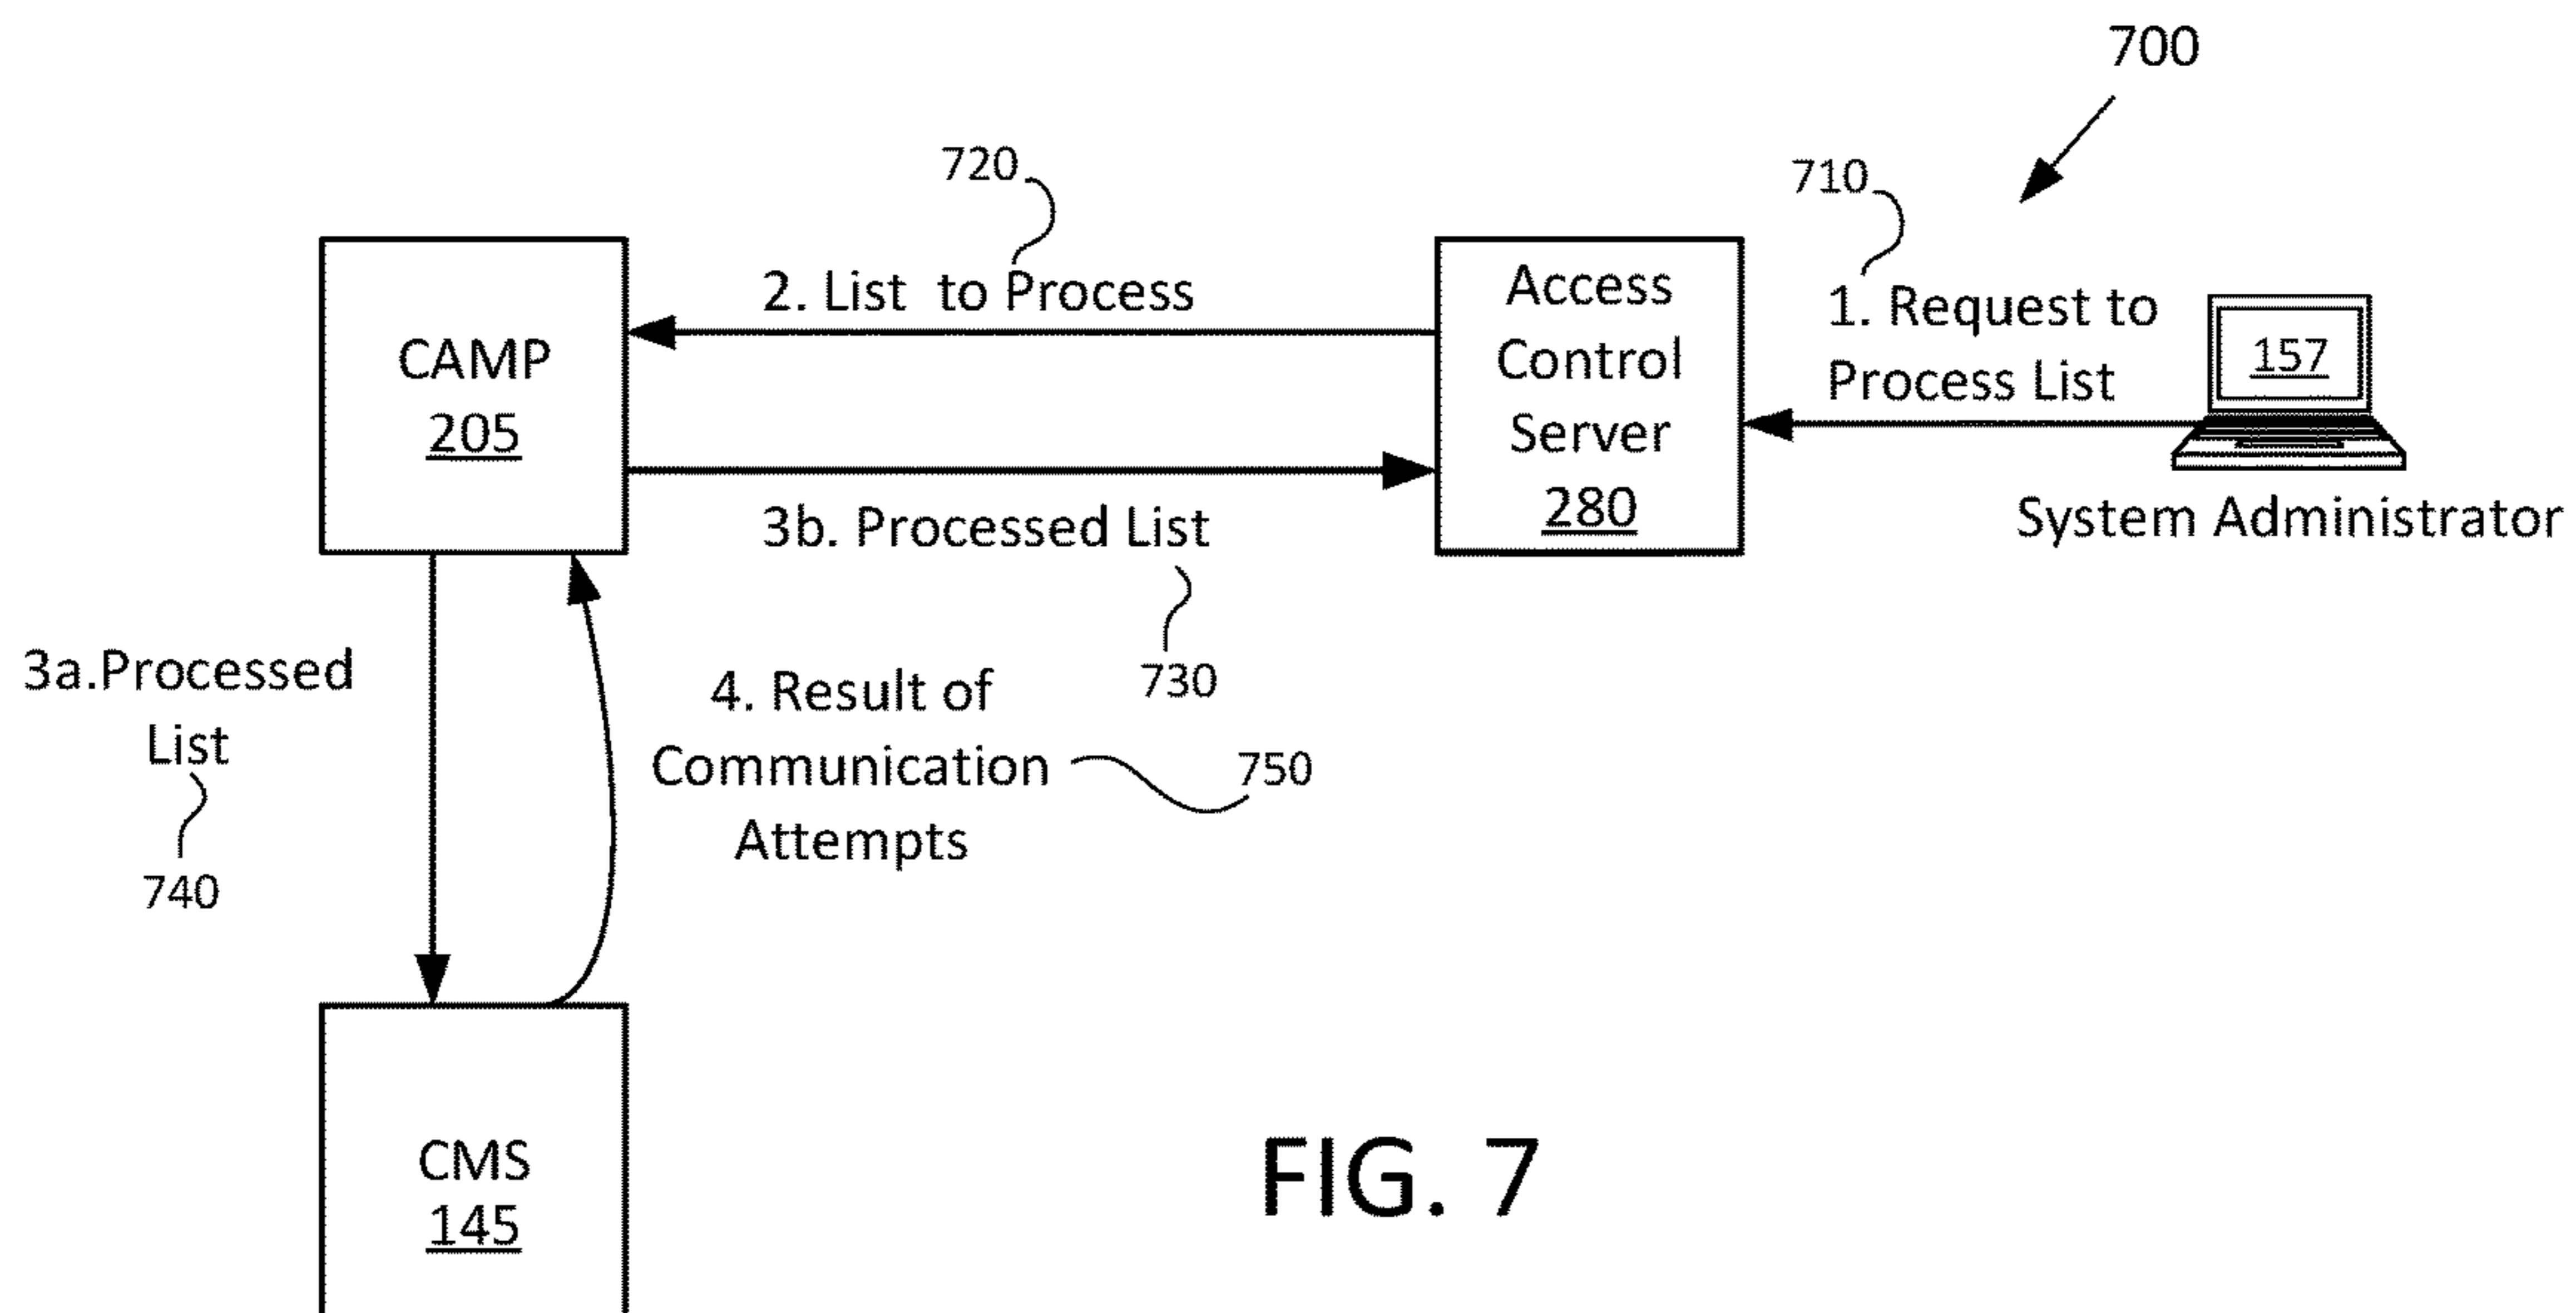 700
720
710
2. List to Process
1. Request to
Process List
157
System Administrator
Access
Control
Server
280
CAMP
205
3b. Processed List
730
3a.Processed
List
740
4. Result of
Communication
Attempts
750
CMS
145
FIG. 7